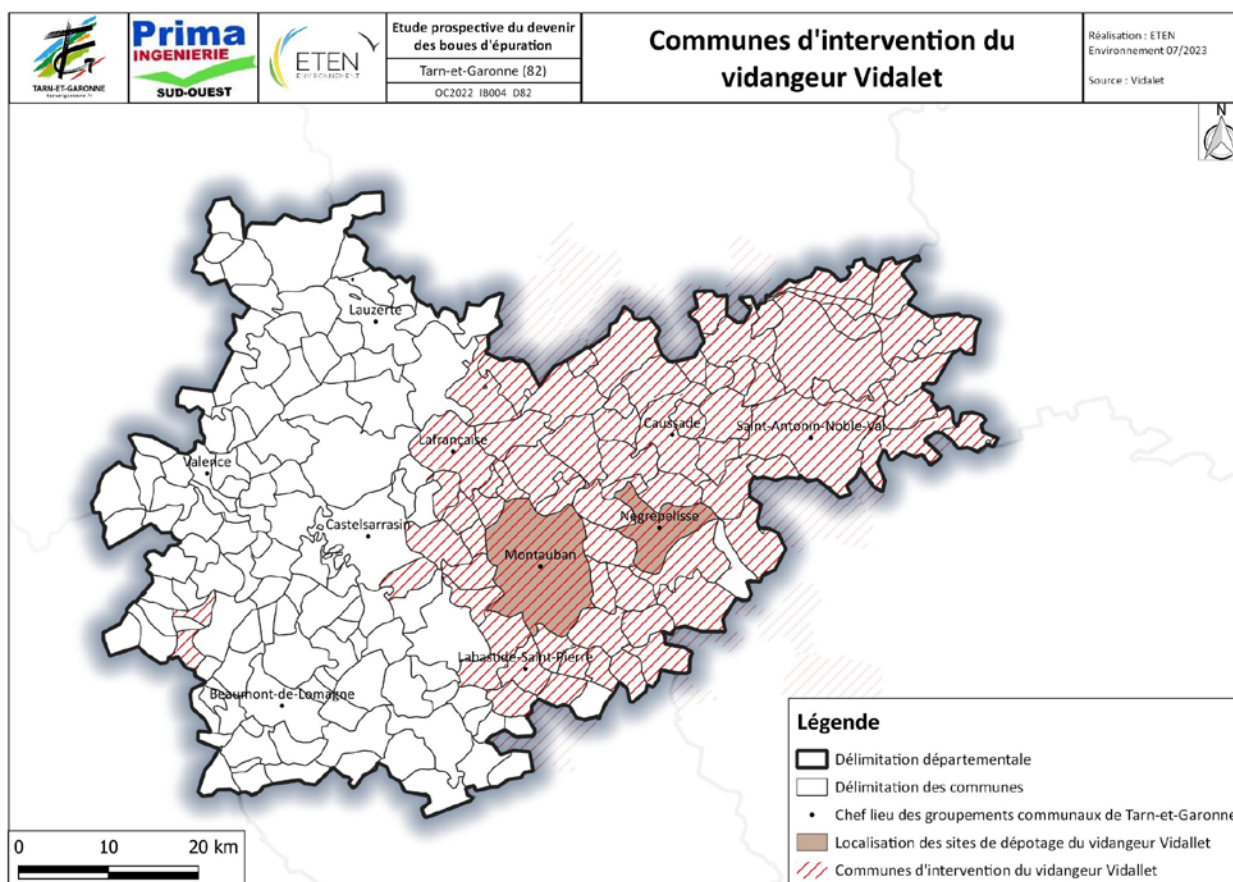 TARN-ET-GARONNE
tarnetgaronne.fr
Prima
INGENIERIE
SUD-OUEST
ETEN
ENVIRONNEMENT
Etude prospective du devenir
des boues d'épuration
Tarn-et-Garonne (82)
OC2022_IB004_D82
Communes d'intervention du
vidangeur Vidalet
Réalisation : ETEN
Environnement 07/2023
Source : Vidalet
N
Lauzerte
Caussade
Saint-Antonin-Noble-Val
Lafrançaise
Valence
Castelsarrasin
Nègrepelisse
Montauban
Labastide-Saint-Pierre
Beaumont-de-Lomagne
Légende
Délimitation départementale
Délimitation des communes
Chef lieu des groupements communaux de Tarn-et-Garonne
Localisation des sites de dépotage du vidangeur Vidallet
Communes d'intervention du vidangeur Vidallet
0 10 20 km